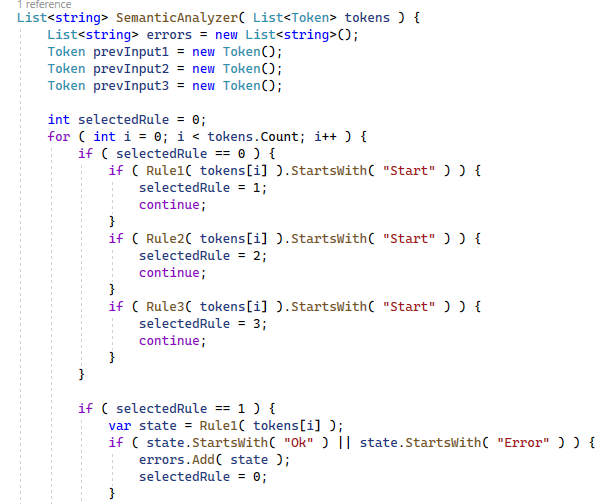 1 reference
List<string> SemanticAnalyzer( List<Token> tokens ) {
List<string> errors = new List<string>();
Token prevInput1 = new Token();
Token prevInput2 = new Token();
Token prevInput3 = new Token();
int selectedRule = 0;
for ( int i = 0; i < tokens.Count; i++ ) {
if ( selectedRule == 0 ) {
if ( Rule1( tokens[i] ).StartsWith( "Start" ) ) {
selectedRule = 1;
continue;
}
if ( Rule2( tokens[i] ).StartsWith( "Start" ) ) {
selectedRule = 2;
continue;
}
if ( Rule3( tokens[i] ).StartsWith( "Start" ) ) {
selectedRule = 3;
continue;
}
}
if ( selectedRule == 1 ) {
var state = Rule1( tokens[i] );
if ( state.StartsWith( "Ok" ) || state.StartsWith( "Error" ) ) {
errors.Add( state );
selectedRule = 0;
}